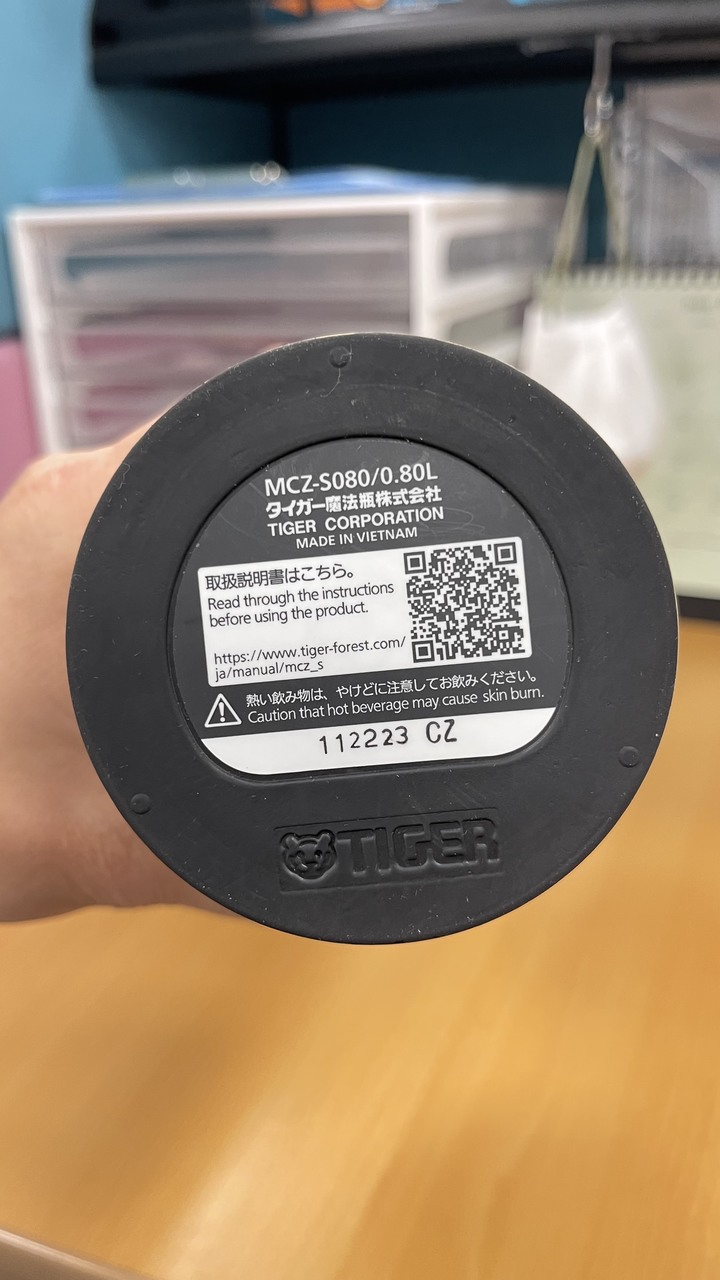 MCZ-S080/0.80L
タイガー魔法瓶株式会社
TIGER CORPORATION
MADE IN VIETNAM
取扱説明書はこちら。
Read through the instructions
before using the product.
https://www.tiger-forest.com/
ja/manual/mcz_s
熱い飲み物は、やけどに注意してお飲みください。
Caution that hot beverage may cause skin burn.
112223 CZ
TIGER